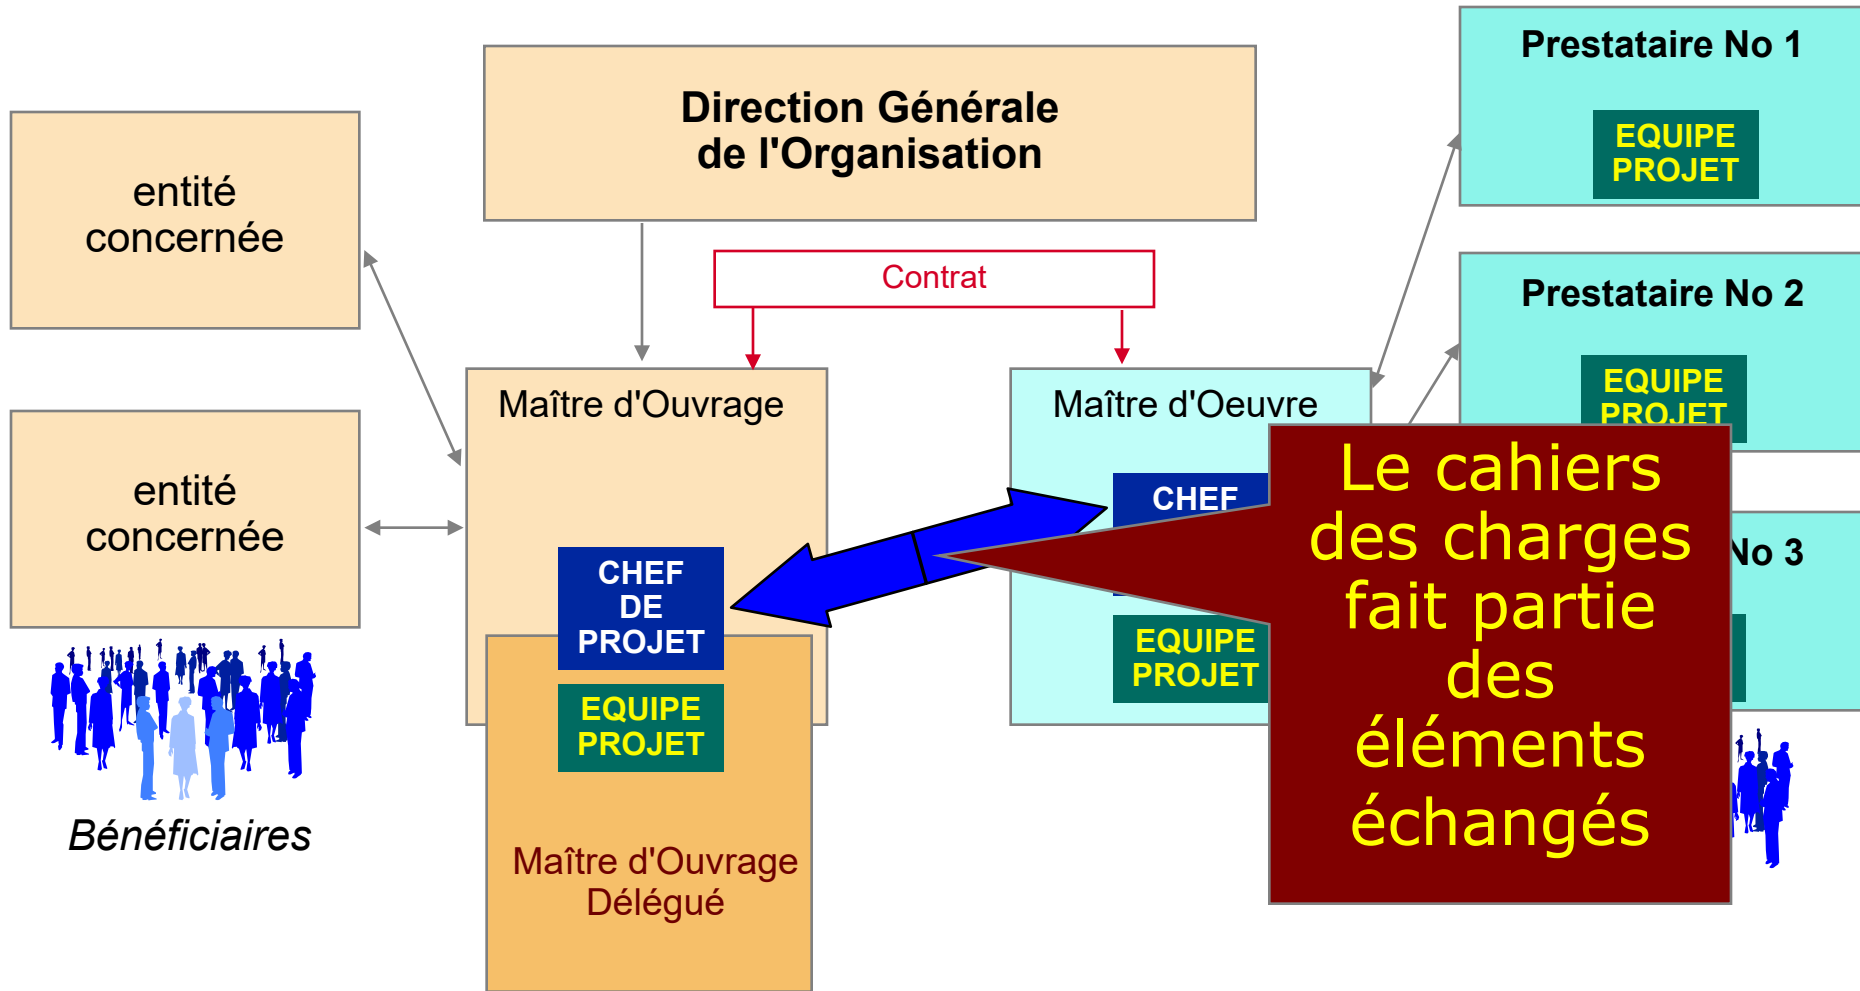 Direction Générale
de l'Organisation
entité
concernée
entité
concernée
Bénéficiaires
Contrat
Maître d'Ouvrage
CHEF
DE
PROJET
EQUIPE
PROJET
Maître d'Ouvrage
Délégué
Maître d'Oeuvre
CHEF
EQUIPE
PROJET
Prestataire No 1
EQUIPE
PROJET
Prestataire No 2
EQUIPE
PROJET
No 3
Le cahiers
des charges
fait partie
des
éléments
échangés